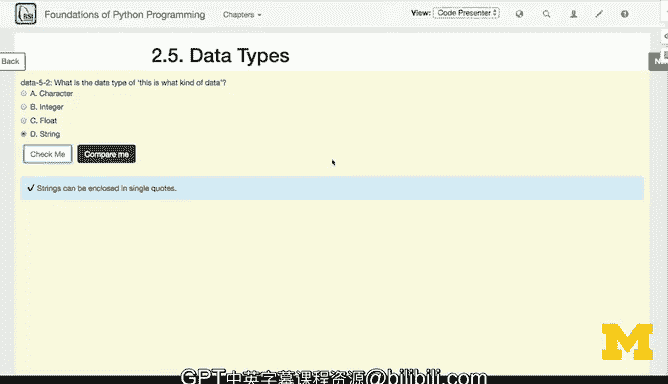 RSI
Foundations of Python Programming
Chapters
View:
Code Presenter
Back
2.5. Data Types
data-5-2: What is the data type of 'this is what kind of data'?
A. Character
B. Integer
C. Float
D. String
Check Me
Compare me
✓ Strings can be enclosed in single quotes.
M
GPT中英字幕课程资源@bilibili.com